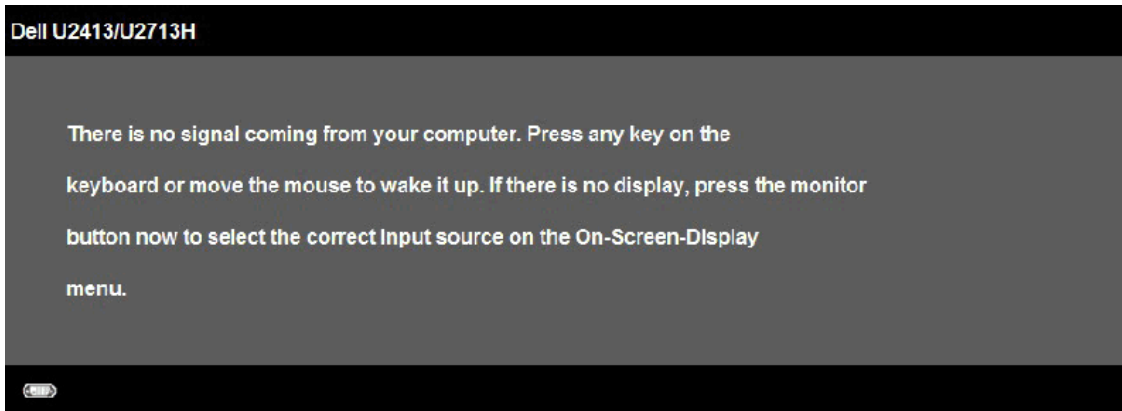 Dell U2413/U2713H
There is no signal coming from your computer. Press any key on the
keyboard or move the mouse to wake it up. If there is no display, press the monitor
button now to select the correct input source on the On-Screen-Display
menu.